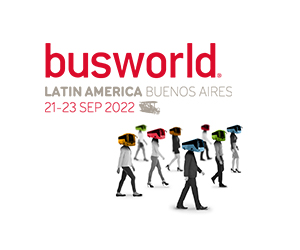 busworld®
LATIN AMERICA BUENOS AIRES
21-23 SEP 2022